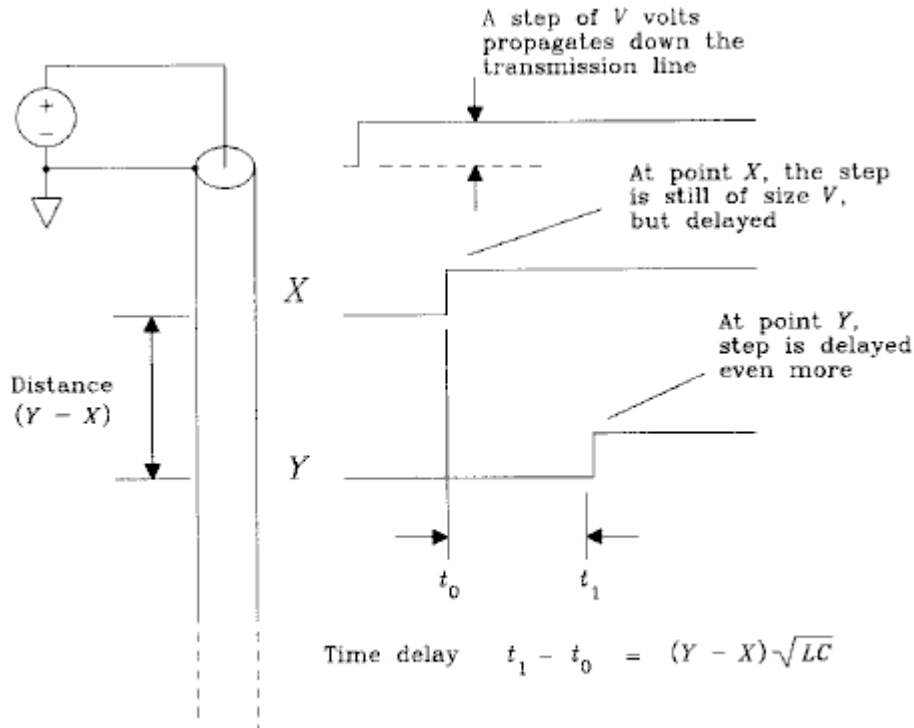 A step of V volts
propagates down the
transmission line
+
−
At point X, the step
is still of size V,
but delayed
X
At point Y,
step is delayed
even more
Distance
(Y − X)
Y
t₀
t₁
Time delay t₁ − t₀ = (Y − X)√LC